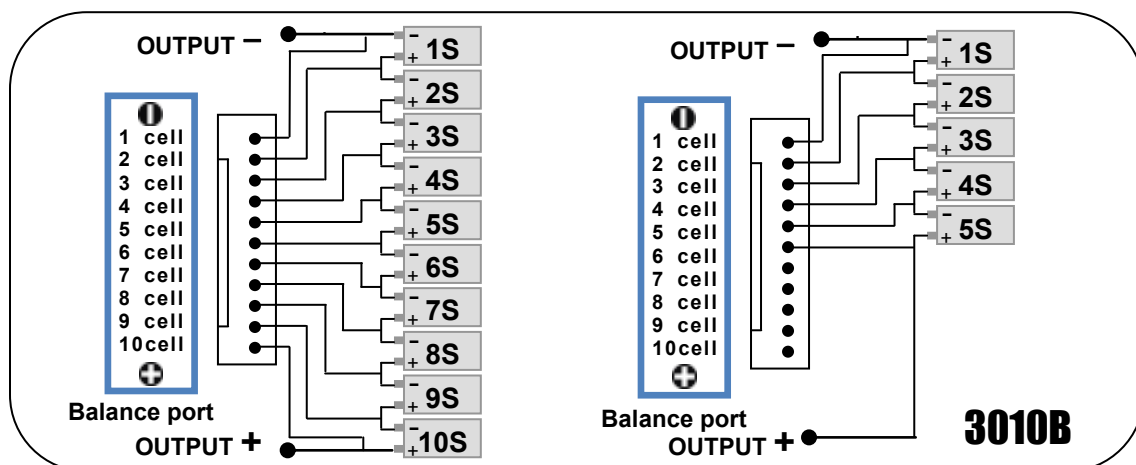 OUTPUT −
- 
+ 1S
-
+ 2S
-
+ 3S
-
+ 4S
-
+ 5S
-
+ 6S
-
+ 7S
-
+ 8S
-
+ 9S
-
+ 10S
1 cell
2 cell
3 cell
4 cell
5 cell
6 cell
7 cell
8 cell
9 cell
10cell
Balance port
OUTPUT +
OUTPUT −
-
+ 1S
-
+ 2S
-
+ 3S
-
+ 4S
-
+ 5S
1 cell
2 cell
3 cell
4 cell
5 cell
6 cell
7 cell
8 cell
9 cell
10cell
Balance port
OUTPUT +
3010B